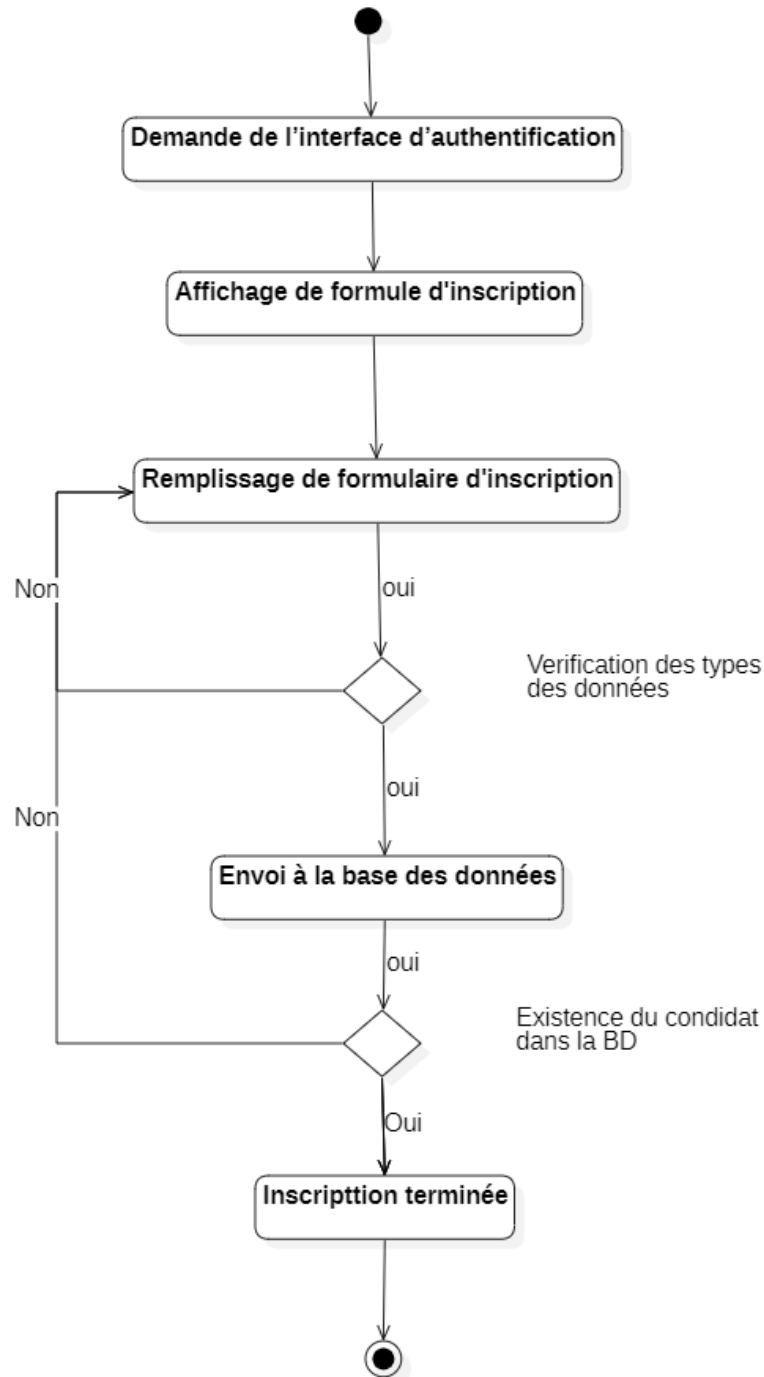 Demande de l’interface d’authentification
Affichage de formule d'inscription
Remplissage de formulaire d'inscription
Non
oui
Verification des types
des données
oui
Non
Envoi à la base des données
oui
Existence du condidat
dans la BD
Oui
Inscripttion terminée